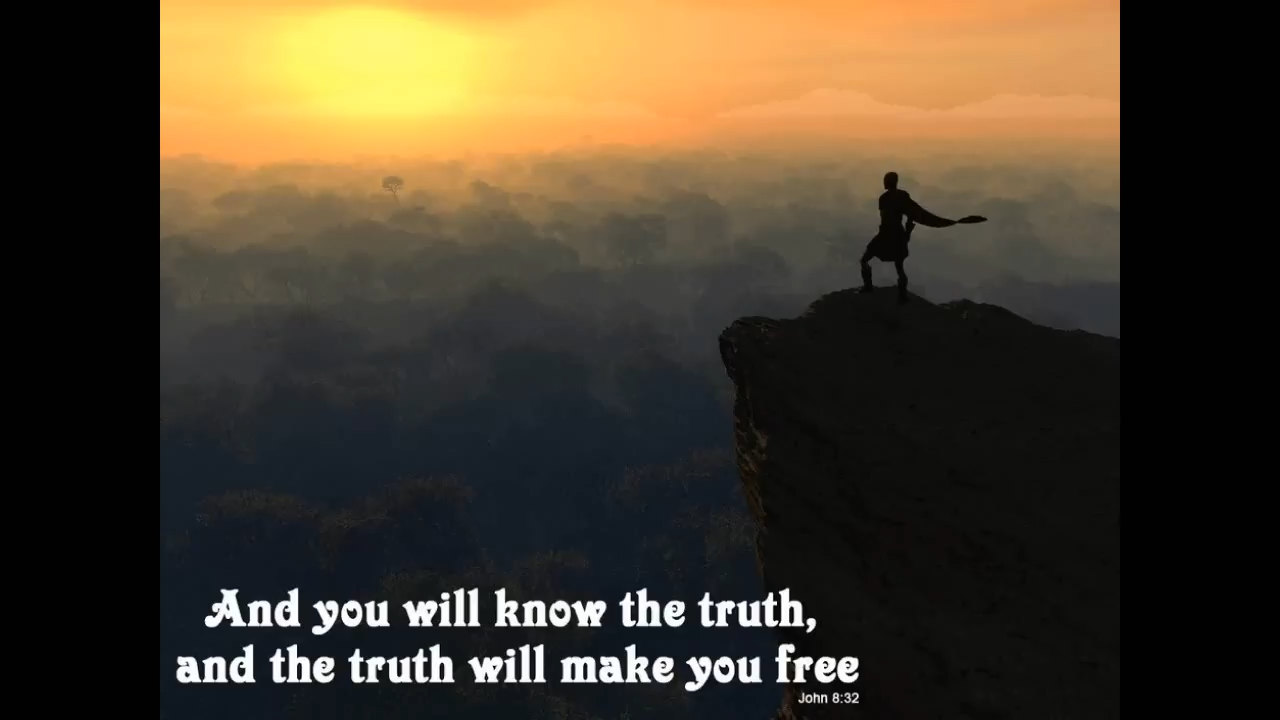 And you will know the truth,
and the truth will make you free
John 8:32